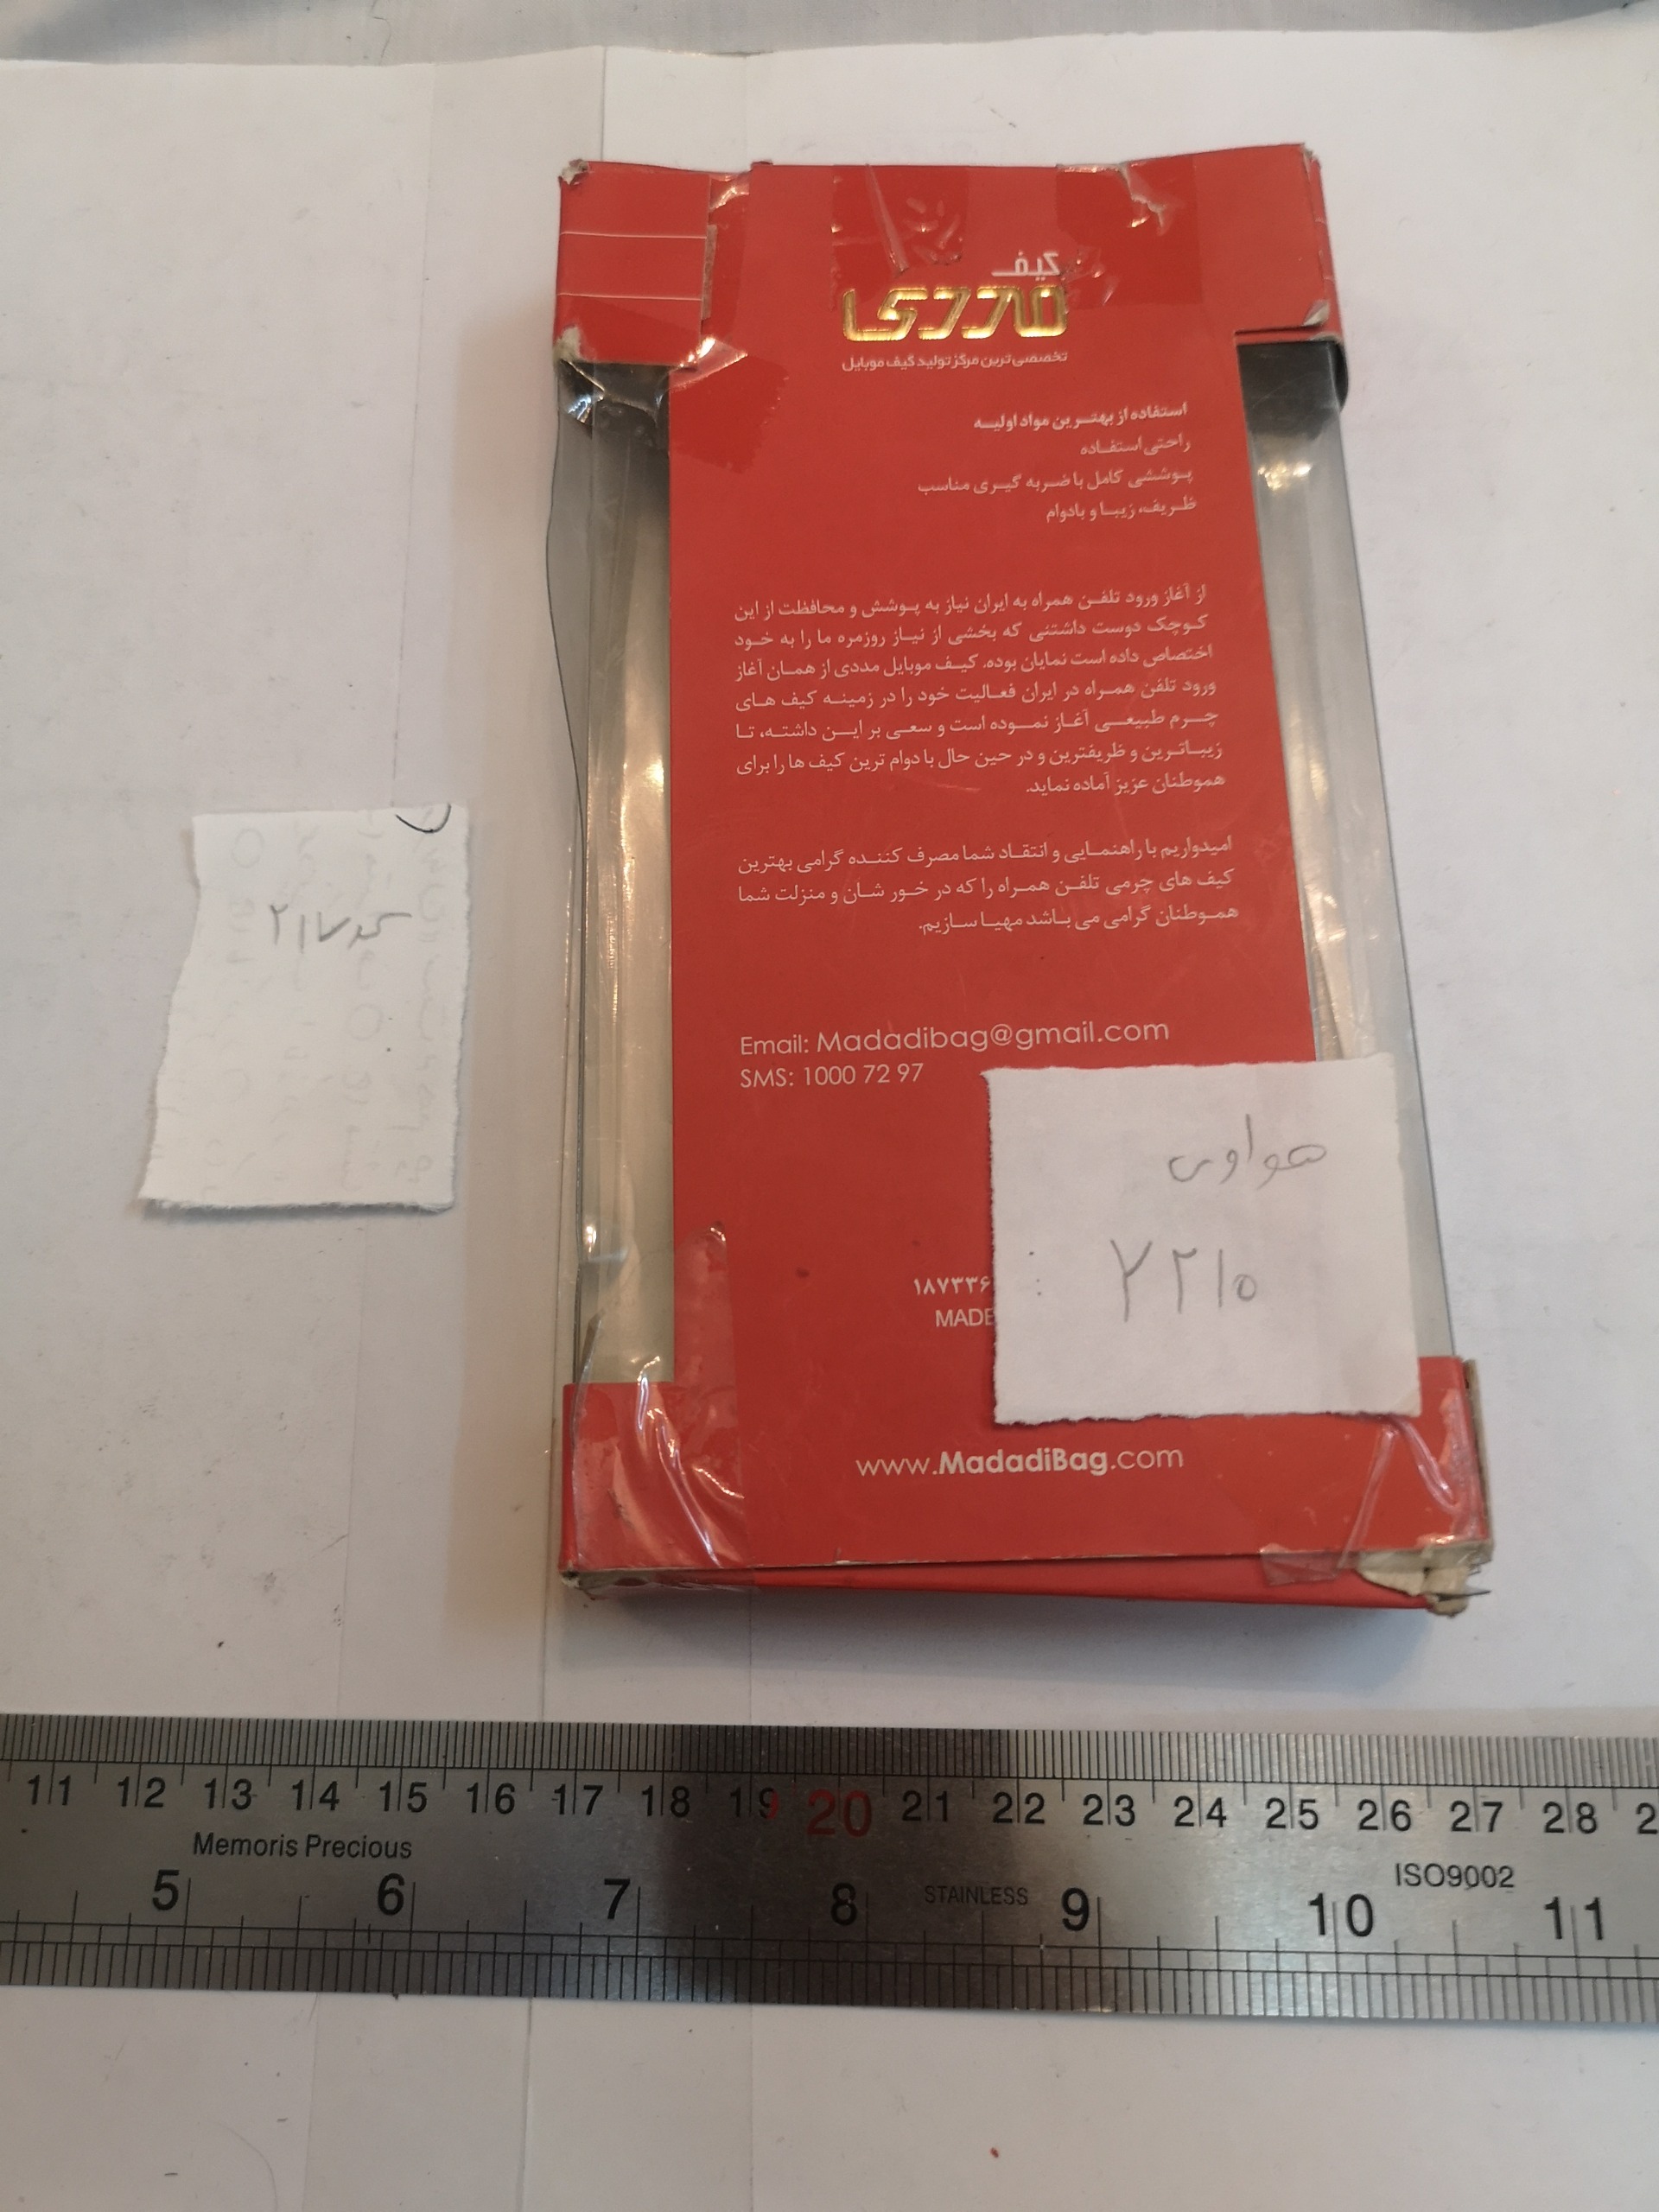 کیف
مددی
تخصصی ترین مرکز تولید کیف موبایل
استفاده از بهترین مواد اولیه
راحتی استفاده
پوششی کامل با ضربه گیری مناسب
ظریف، زیبا و بادوام
از آغاز ورود تلفن همراه به ایران نیاز به پوشش و محافظت از این
کوچک دوست داشتنی که بخشی از نیاز روزمره ما را به خود
اختصاص داده است نمایان بوده. کیف موبایل مددی از همان آغاز
ورود تلفن همراه در ایران فعالیت خود را در زمینه کیف های
چرم طبیعی آغاز نموده است و سعی بر این داشته، تا
زیباترین و ظریفترین و در حین حال با دوام ترین کیف ها را برای
هموطنان عزیز آماده نماید.
امیدواریم با راهنمایی و انتقاد شما مصرف کننده گرامی بهترین
کیف های چرمی تلفن همراه را که در خور شان و منزلت شما
هموطنان گرامی می باشد مهیا سازیم.
Email: Madadibag@gmail.com
SMS: 1000 72 97
۱۸۷۳۳۶
MADE
www.MadadiBag.com
هواوی
Y۲۱۰
کد ۲۱۷
11 12 13 14 15 16 17 18 19 20 21 22 23 24 25 26 27 28 2
Memoris Precious
ISO9002
5 6 7 8 STAINLESS 9 10 11